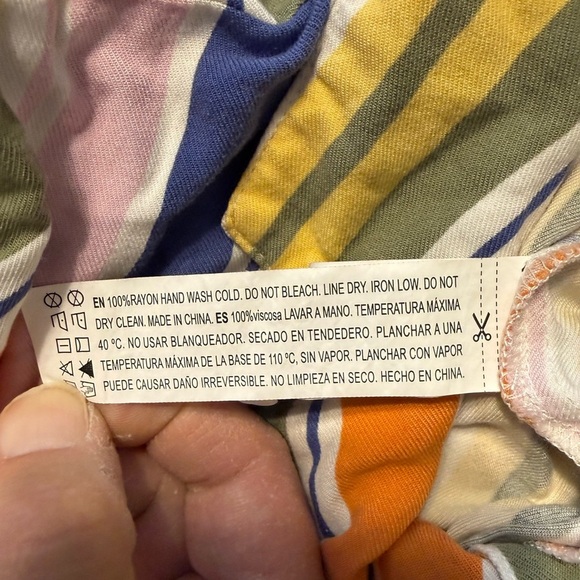 EN 100%RAYON HAND WASH COLD. DO NOT BLEACH. LINE DRY. IRON LOW. DO NOT
DRY CLEAN. MADE IN CHINA. ES 100%viscosa LAVAR A MANO. TEMPERATURA MÁXIMA
40 ºC. NO USAR BLANQUEADOR. SECADO EN TENDEDERO. PLANCHAR A UNA
TEMPERATURA MÁXIMA DE LA BASE DE 110 ºC, SIN VAPOR. PLANCHAR CON VAPOR
PUEDE CAUSAR DAÑO IRREVERSIBLE. NO LIMPIEZA EN SECO. HECHO EN CHINA.